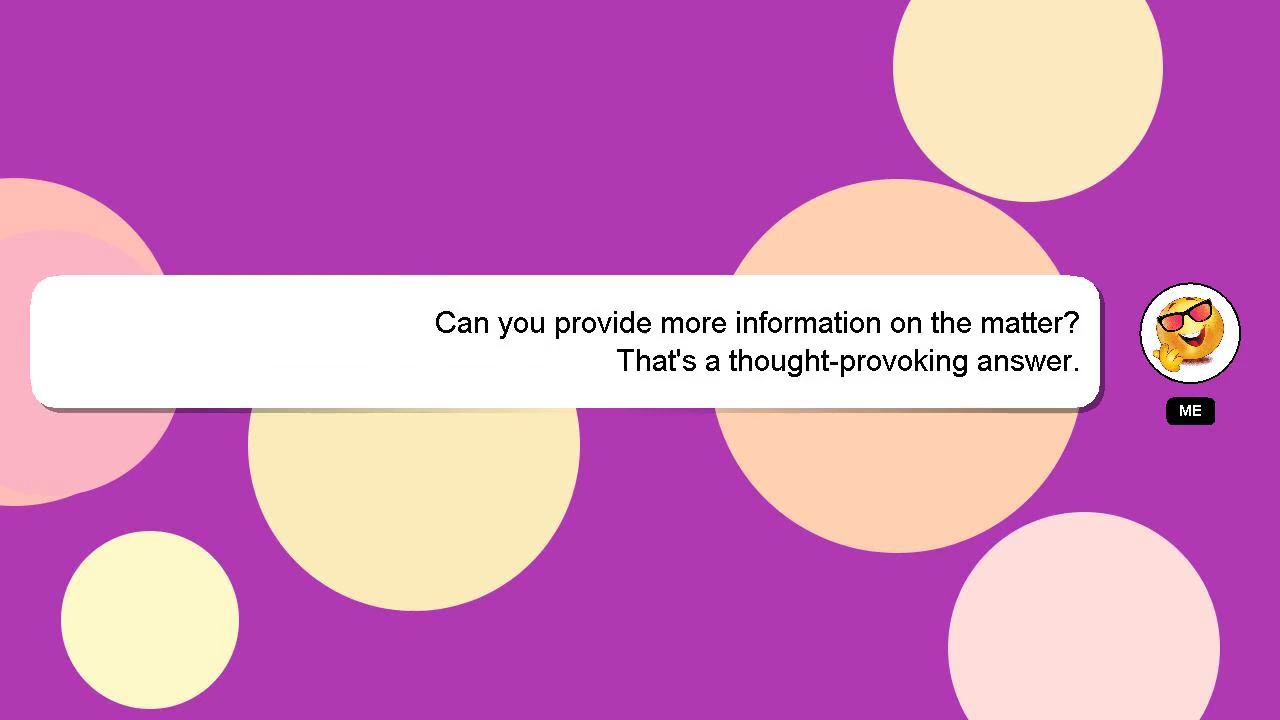 Can you provide more information on the matter?
That's a thought-provoking answer.
ME